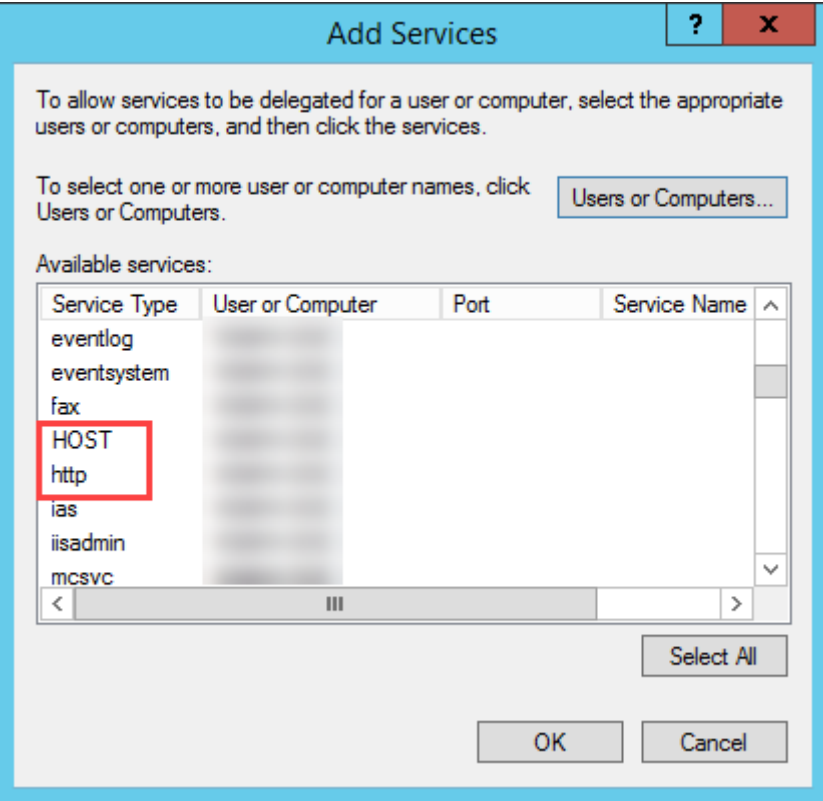 Add Services
?
x
To allow services to be delegated for a user or computer, select the appropriate
users or computers, and then click the services.
To select one or more user or computer names, click
Users or Computers.
Users or Computers...
Available services:
Service Type User or Computer Port Service Name
eventlog
eventsystem
fax
HOST
http
ias
iisadmin
mcsvc
Select All
OK
Cancel